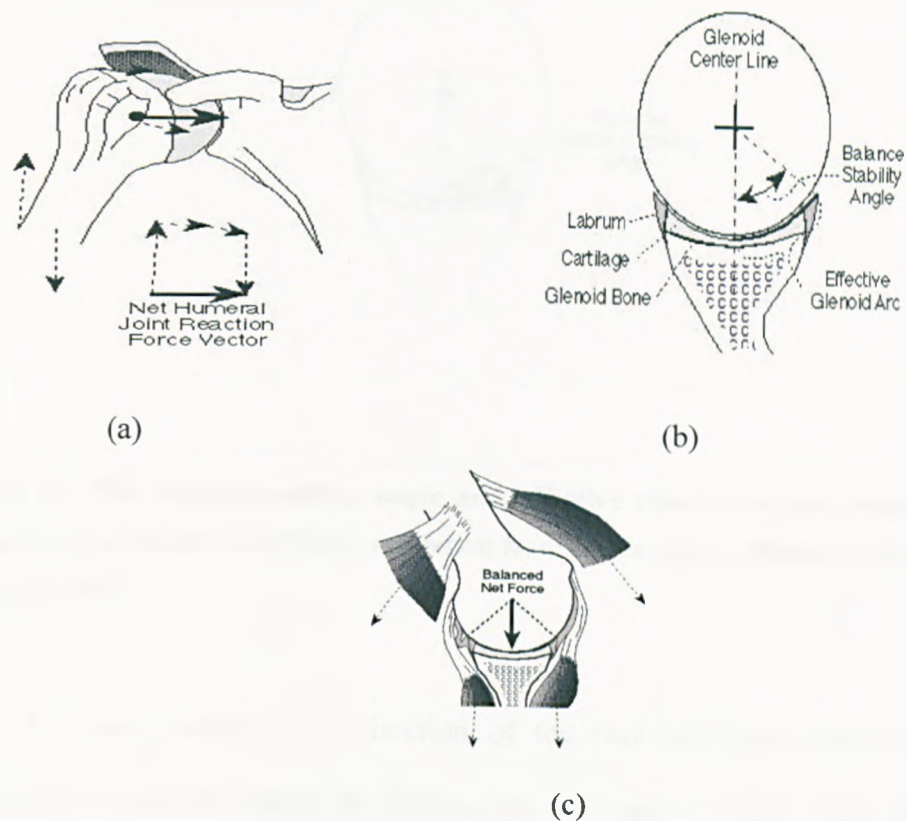 Net Humeral
Joint Reaction
Force Vector
(a)
Glenoid
Center Line
Balance
Stability
Angle
Labrum
Cartilage
Glenoid Bone
Effective
Glenoid Arc
(b)
Balanced
Net Force
(c)